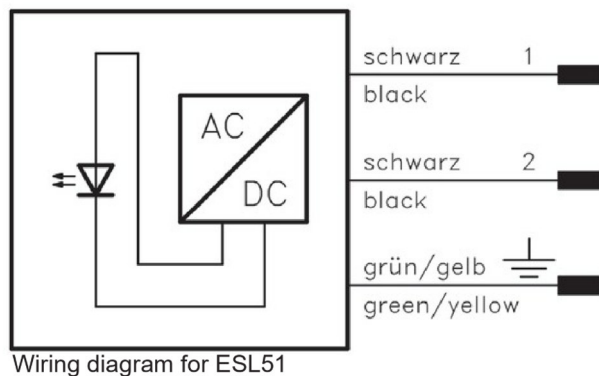 schwarz 1
black
AC
DC
schwarz 2
black
grün/gelb
green/yellow
Wiring diagram for ESL51